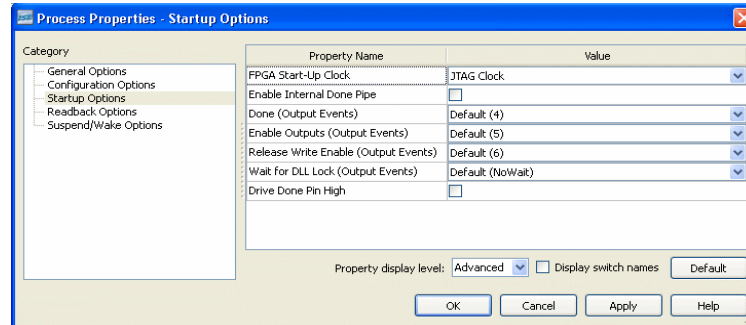 Process Properties - Startup Options
Category
General Options
Configuration Options
Startup Options
Readback Options
Suspend/Wake Options
Property Name Value
FPGA Start-Up Clock JTAG Clock
Enable Internal Done Pipe
Done (Output Events) Default (4)
Enable Outputs (Output Events) Default (5)
Release Write Enable (Output Events) Default (6)
Wait for DLL Lock (Output Events) Default (NoWait)
Drive Done Pin High
Property display level: Advanced Display switch names Default
OK Cancel Apply Help